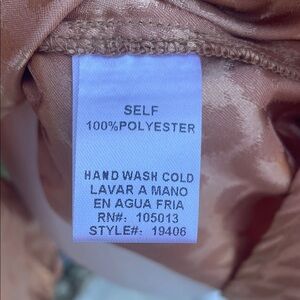 SELF
100%POLYESTER
HAND WASH COLD
LAVAR A MANO
EN AGUA FRIA
RN#: 105013
STYLE#: 19406